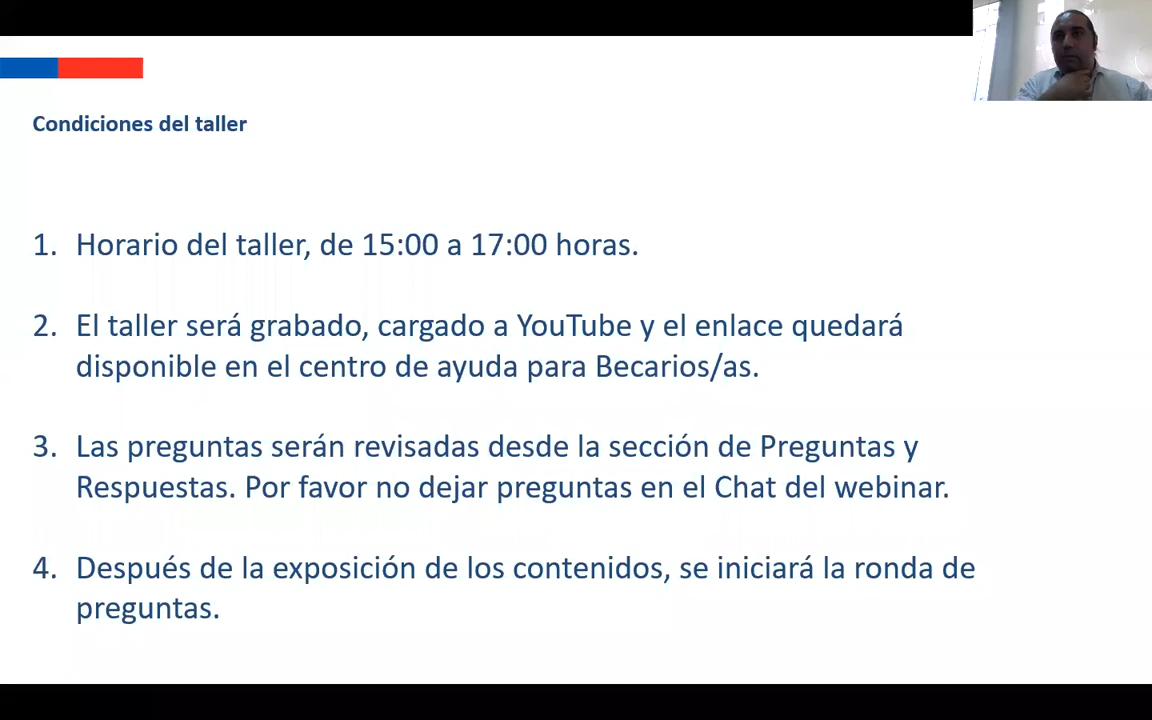 Condiciones del taller
1. Horario del taller, de 15:00 a 17:00 horas.
2. El taller será grabado, cargado a YouTube y el enlace quedará
disponible en el centro de ayuda para Becarios/as.
3. Las preguntas serán revisadas desde la sección de Preguntas y
Respuestas. Por favor no dejar preguntas en el Chat del webinar.
4. Después de la exposición de los contenidos, se iniciará la ronda de
preguntas.